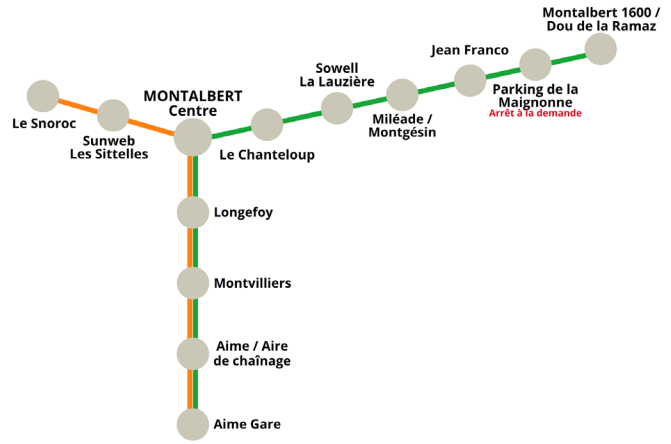 Montalbert 1600 /
Dou de la Ramaz
Jean Franco
Sowell
La Lauzière
Parking de la
Maignonne
Arrêt à la demande
MONTALBERT
Centre
Miléade /
Montgésin
Le Snoroc
Sunweb
Les Sittelles
Le Chanteloup
Longefoy
Montvilliers
Aime / Aire
de chaînage
Aime Gare